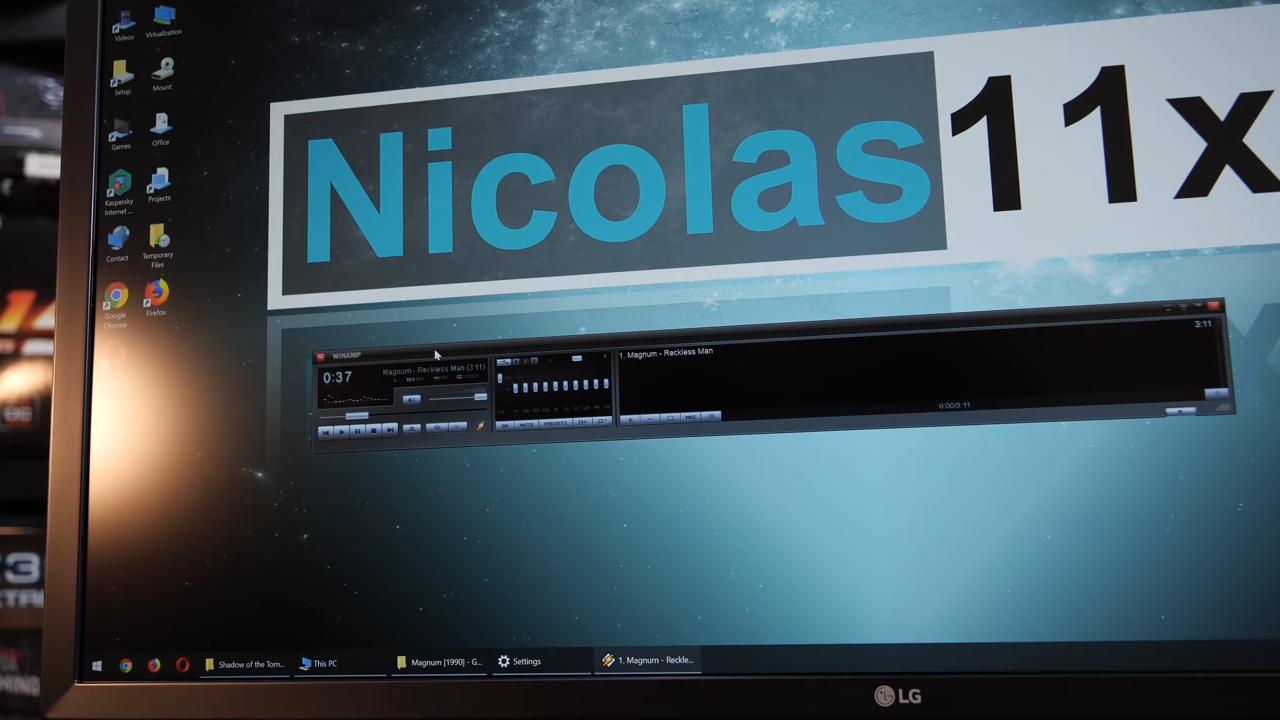 Videos
Virtualization
Setup
Mount
Games
Office
Kaspersky
Internet ...
Projects
Contact
Temporary
Files
Google
Chrome
Firefox
Nicolas11x
WINAMP
0:37
Magnum - Reckless Man (3:11)
AUTO
PRESETS
1. Magnum - Reckless Man
3:11
0:00/3:11
Shadow of the Tom...
This PC
Magnum [1990] - G...
Settings
1. Magnum - Reckle...
LG